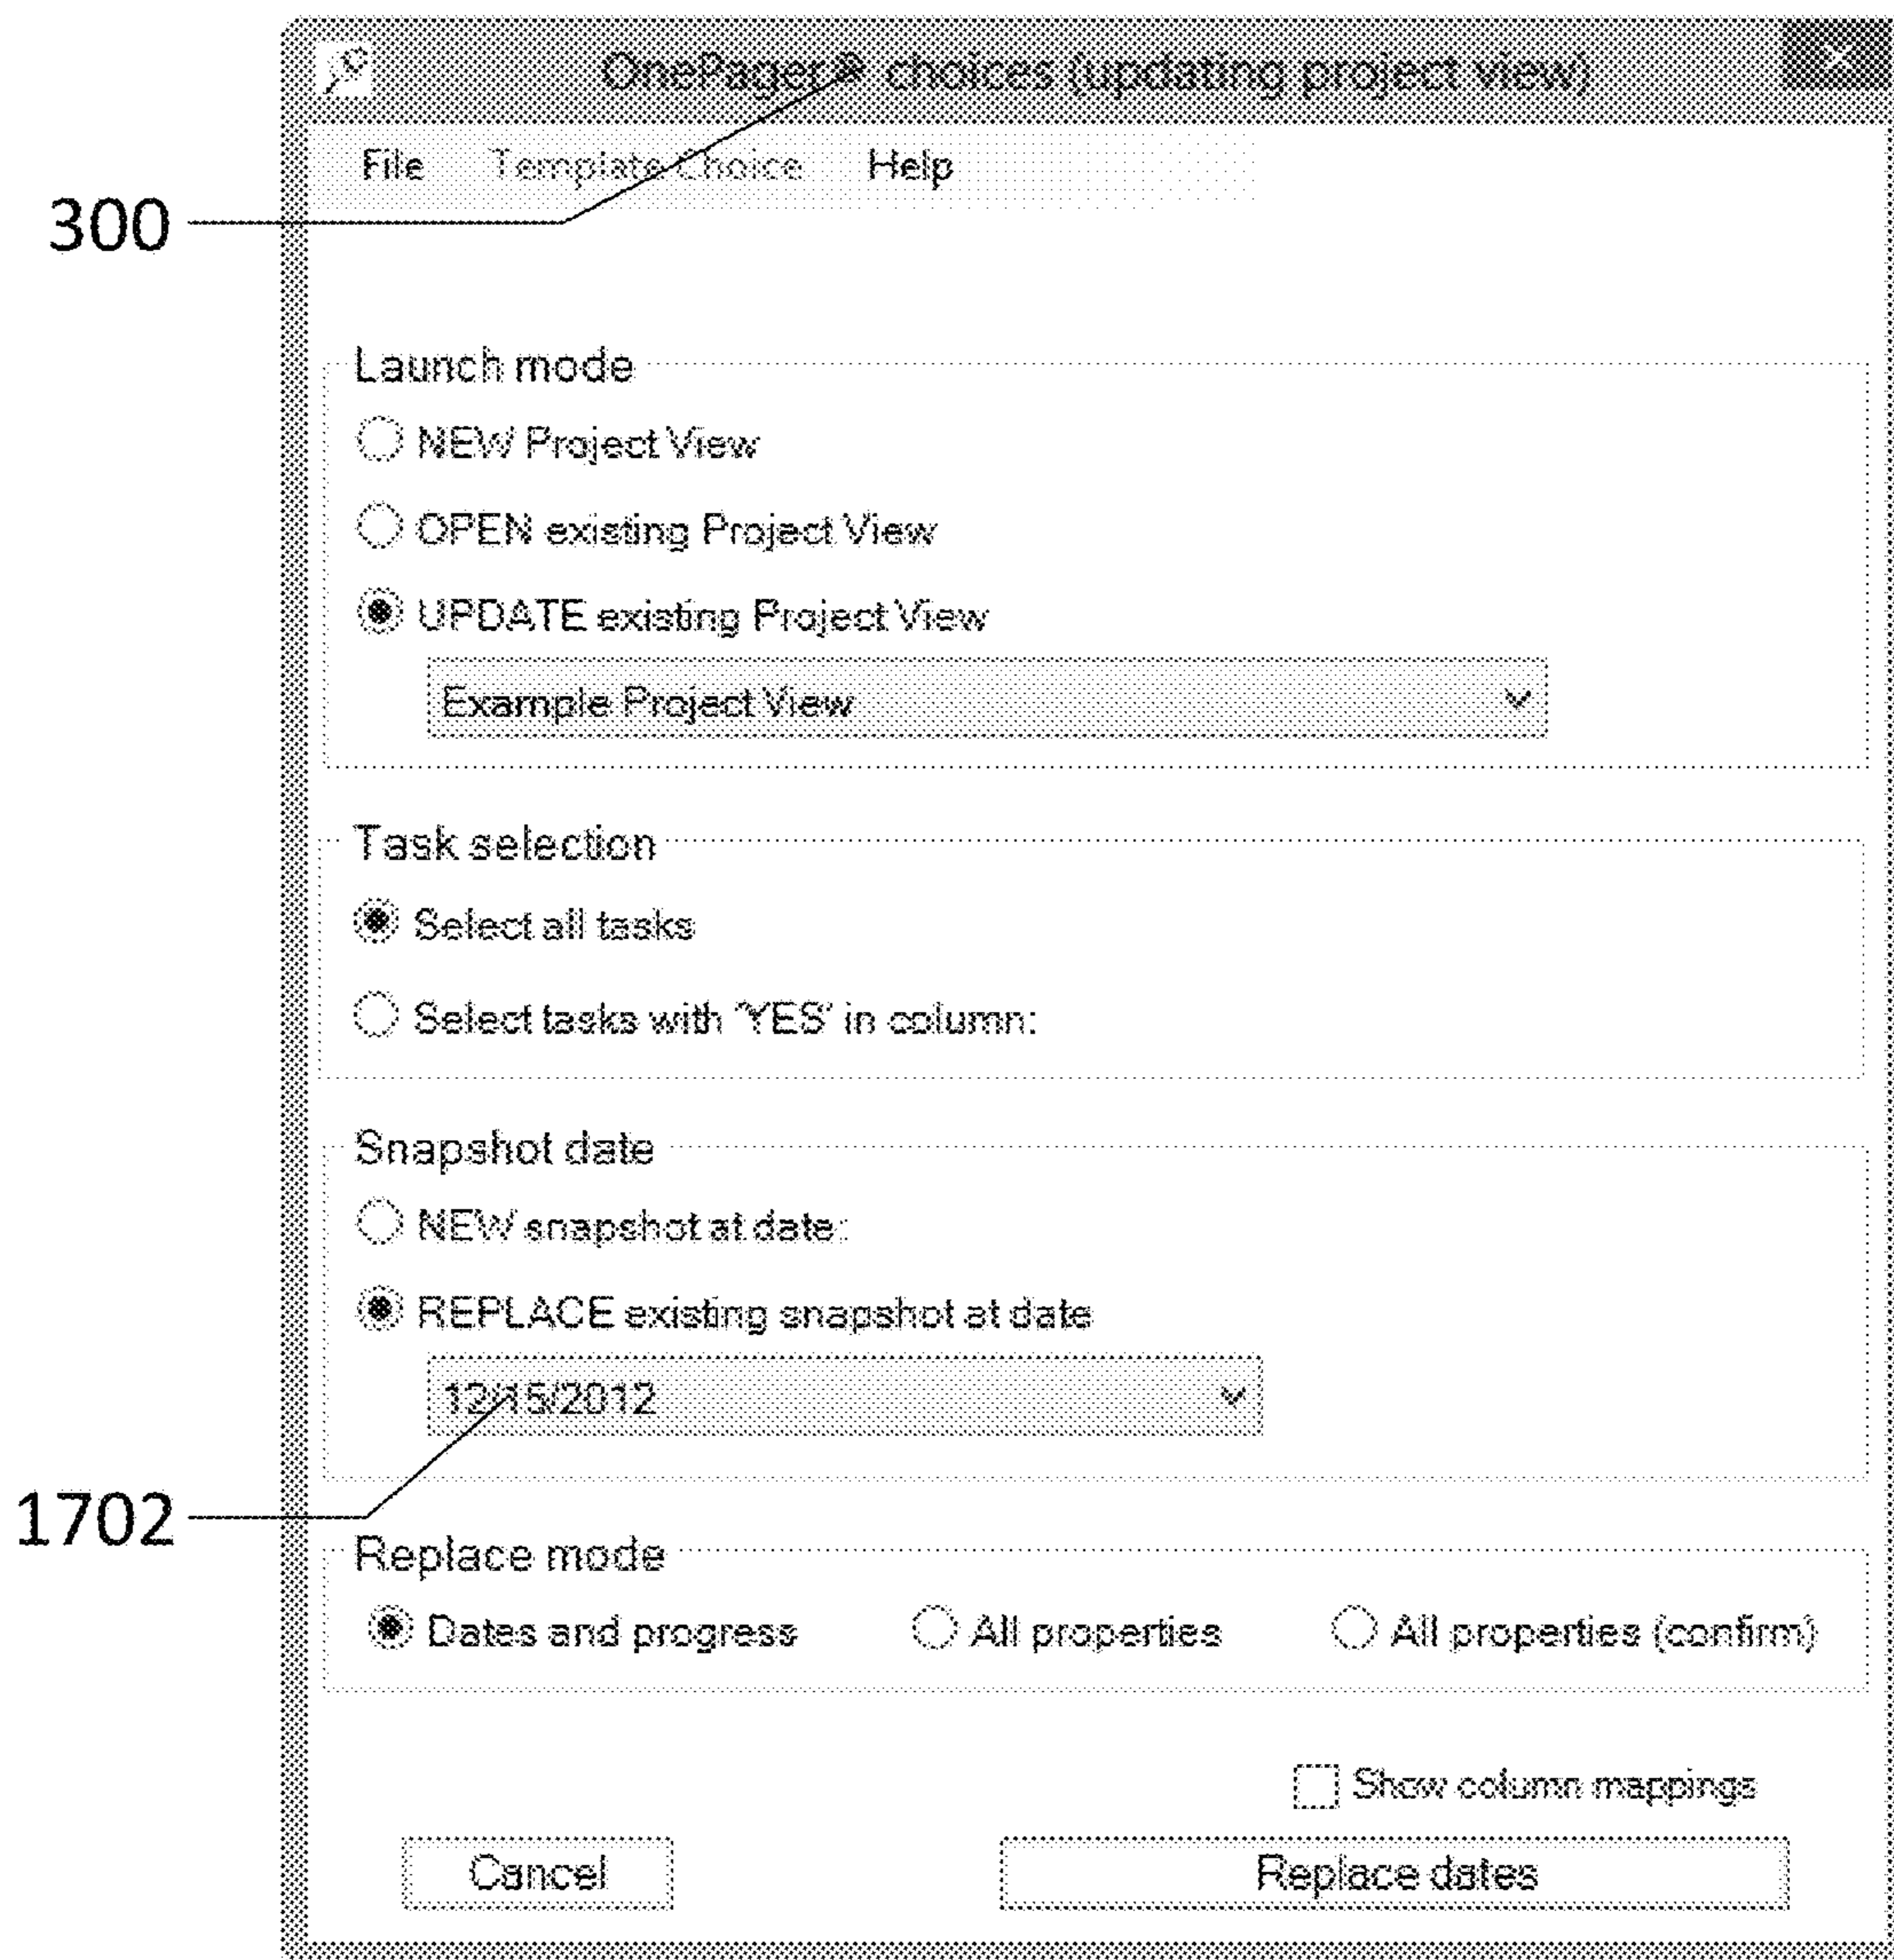 OnePager® choices (updating project view)
File Template Choice Help
300
Launch mode
NEW Project View
OPEN existing Project View
UPDATE existing Project View
Example Project View
Task selection
Select all tasks
Select tasks with 'YES' in column:
Snapshot date
NEW snapshot at date:
REPLACE existing snapshot at date
12/15/2012
1702
Replace mode
Dates and progress All properties All properties (confirm)
Show column mappings
Cancel Replace dates